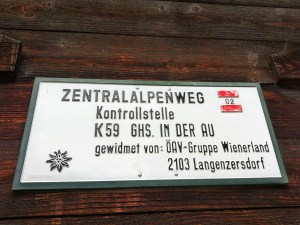 ZENTRALALPENWEG 02
Kontrollstelle
K59 GHS. IN DER AU
gewidmet von: ÖAV-Gruppe Wienerland
2103 Langenzersdorf